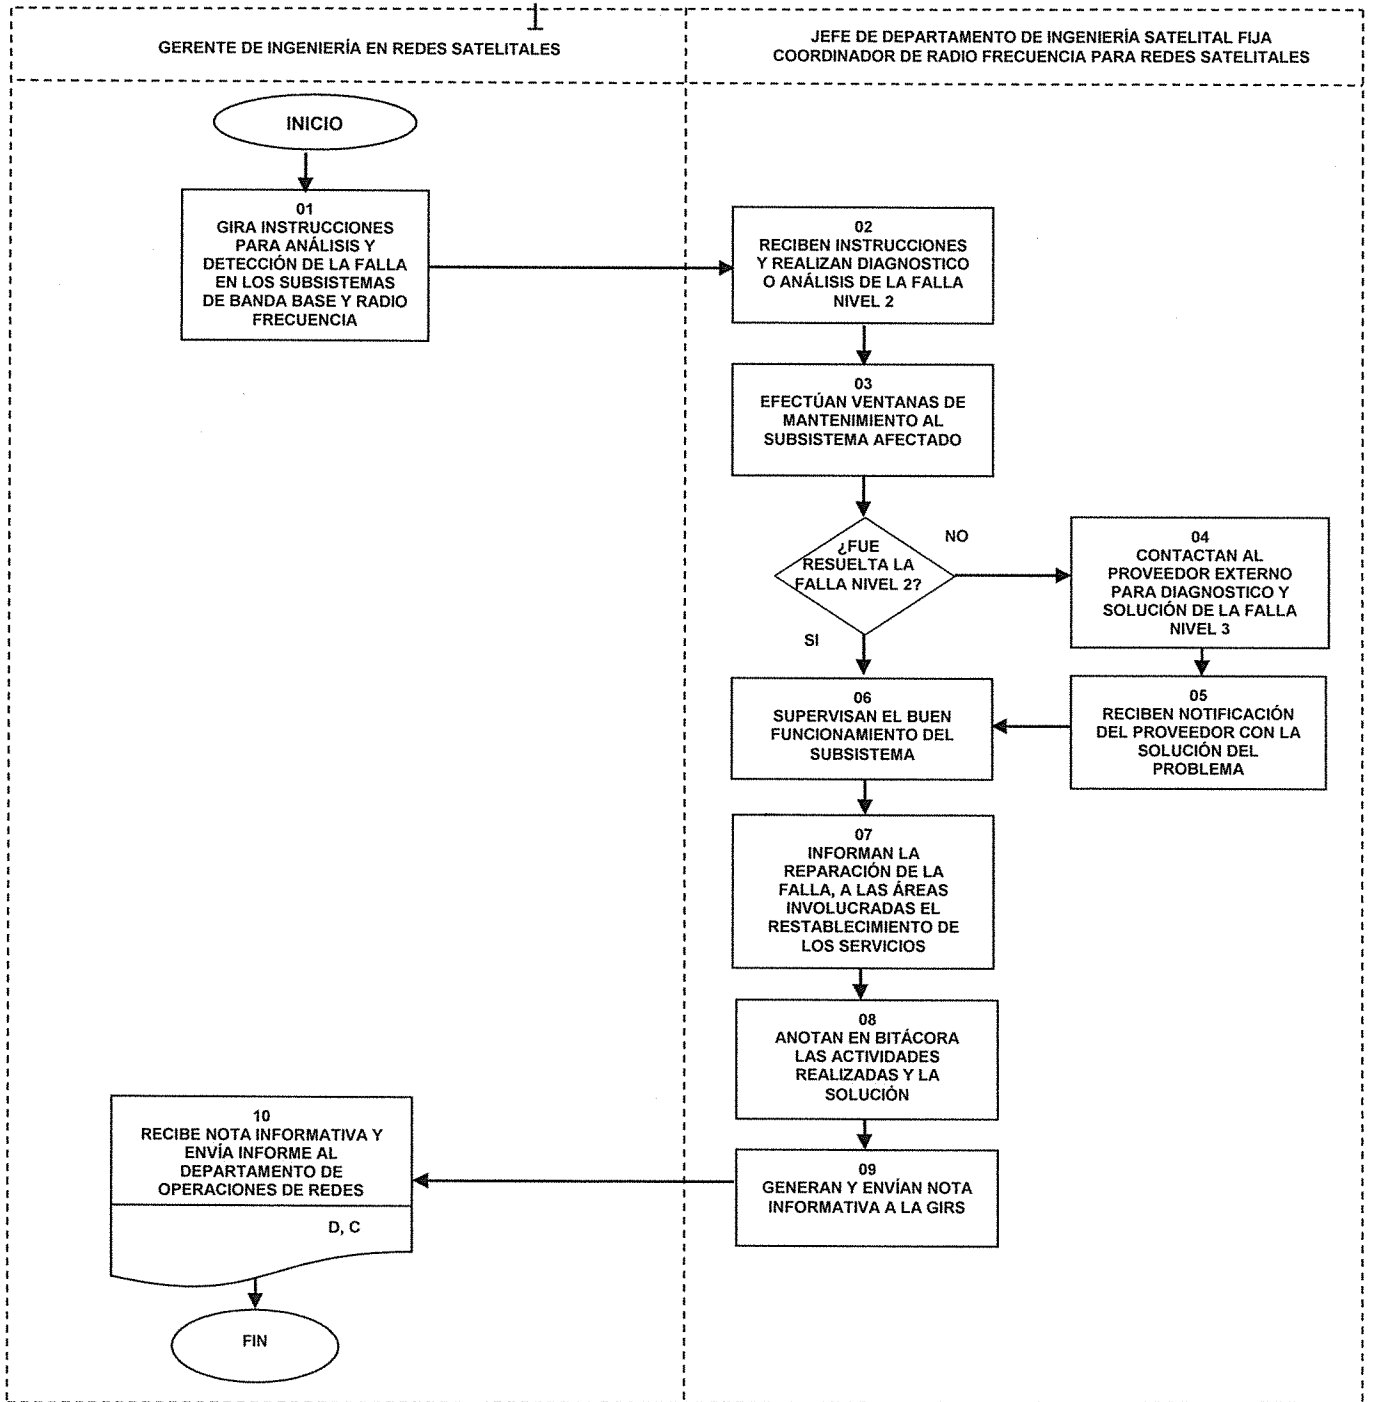 GERENTE DE INGENIERÍA EN REDES SATELITALES
JEFE DE DEPARTAMENTO DE INGENIERÍA SATELITAL FIJA
COORDINADOR DE RADIO FRECUENCIA PARA REDES SATELITALES
INICIO
01
GIRA INSTRUCCIONES
PARA ANÁLISIS Y
DETECCIÓN DE LA FALLA
EN LOS SUBSISTEMAS
DE BANDA BASE Y RADIO
FRECUENCIA
02
RECIBEN INSTRUCCIONES
Y REALIZAN DIAGNOSTICO
O ANÁLISIS DE LA FALLA
NIVEL 2
03
EFECTÚAN VENTANAS DE
MANTENIMIENTO AL
SUBSISTEMA AFECTADO
¿FUE
RESUELTA LA
FALLA NIVEL 2?
NO
SI
04
CONTACTAN AL
PROVEEDOR EXTERNO
PARA DIAGNOSTICO Y
SOLUCIÓN DE LA FALLA
NIVEL 3
05
RECIBEN NOTIFICACIÓN
DEL PROVEEDOR CON LA
SOLUCIÓN DEL
PROBLEMA
06
SUPERVISAN EL BUEN
FUNCIONAMIENTO DEL
SUBSISTEMA
07
INFORMAN LA
REPARACIÓN DE LA
FALLA, A LAS ÁREAS
INVOLUCRADAS EL
RESTABLECIMIENTO DE
LOS SERVICIOS
08
ANOTAN EN BITÁCORA
LAS ACTIVIDADES
REALIZADAS Y LA
SOLUCIÓN
09
GENERAN Y ENVÍAN NOTA
INFORMATIVA A LA GIRS
10
RECIBE NOTA INFORMATIVA Y
ENVÍA INFORME AL
DEPARTAMENTO DE
OPERACIONES DE REDES
D, C
FIN